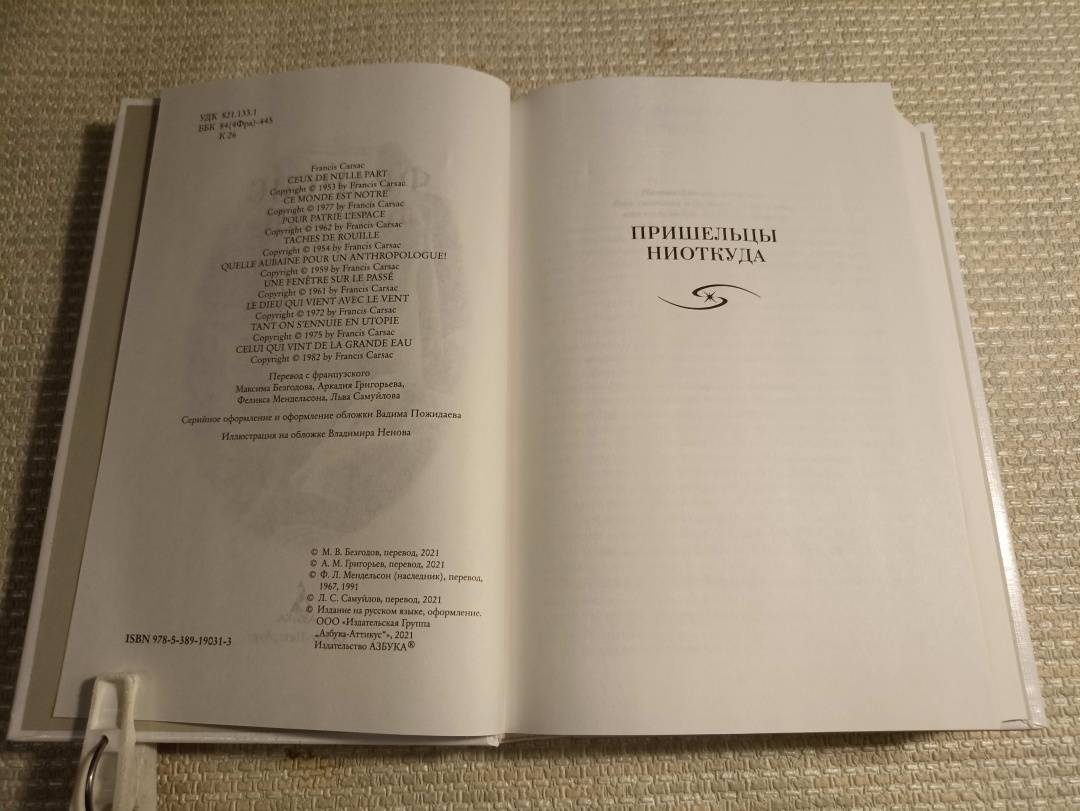 УДК 821.133.1
ББК 84(4Фра)-445
К 26
Francis Carsac
CEUX DE NULLE PART
Copyright © 1953 by Francis Carsac
CE MONDE EST NOTRE
Copyright © 1977 by Francis Carsac
POUR PATRIE L'ESPACE
Copyright © 1962 by Francis Carsac
TACHES DE ROUILLE
Copyright © 1954 by Francis Carsac
QUELLE AUBAINE POUR UN ANTHROPOLOGUE!
Copyright © 1959 by Francis Carsac
UNE FENÊTRE SUR LE PASSÉ
Copyright © 1961 by Francis Carsac
LE DIEU QUI VIENT AVEC LE VENT
Copyright © 1972 by Francis Carsac
TANT ON S'ENNUIE EN UTOPIE
Copyright © 1975 by Francis Carsac
CELUI QUI VINT DE LA GRANDE EAU
Copyright © 1982 by Francis Carsac
Перевод с французского
Максима Безгодова, Аркадия Григорьева,
Феликса Мендельсона, Льва Самуйлова
Серийное оформление и оформление обложки Вадима Пожидаева
Иллюстрация на обложке Владимира Ненова
© М. В. Безгодов, перевод, 2021
© А. М. Григорьев, перевод, 2021
© Ф. Л. Мендельсон (наследник), перевод,
1967, 1991
© Л. С. Самуйлов, перевод, 2021
© Издание на русском языке, оформление.
ООО «Издательская Группа
„Азбука-Аттикус“», 2021
Издательство АЗБУКА®
ISBN 978-5-389-19031-3
ПРИШЕЛЬЦЫ
НИОТКУДА